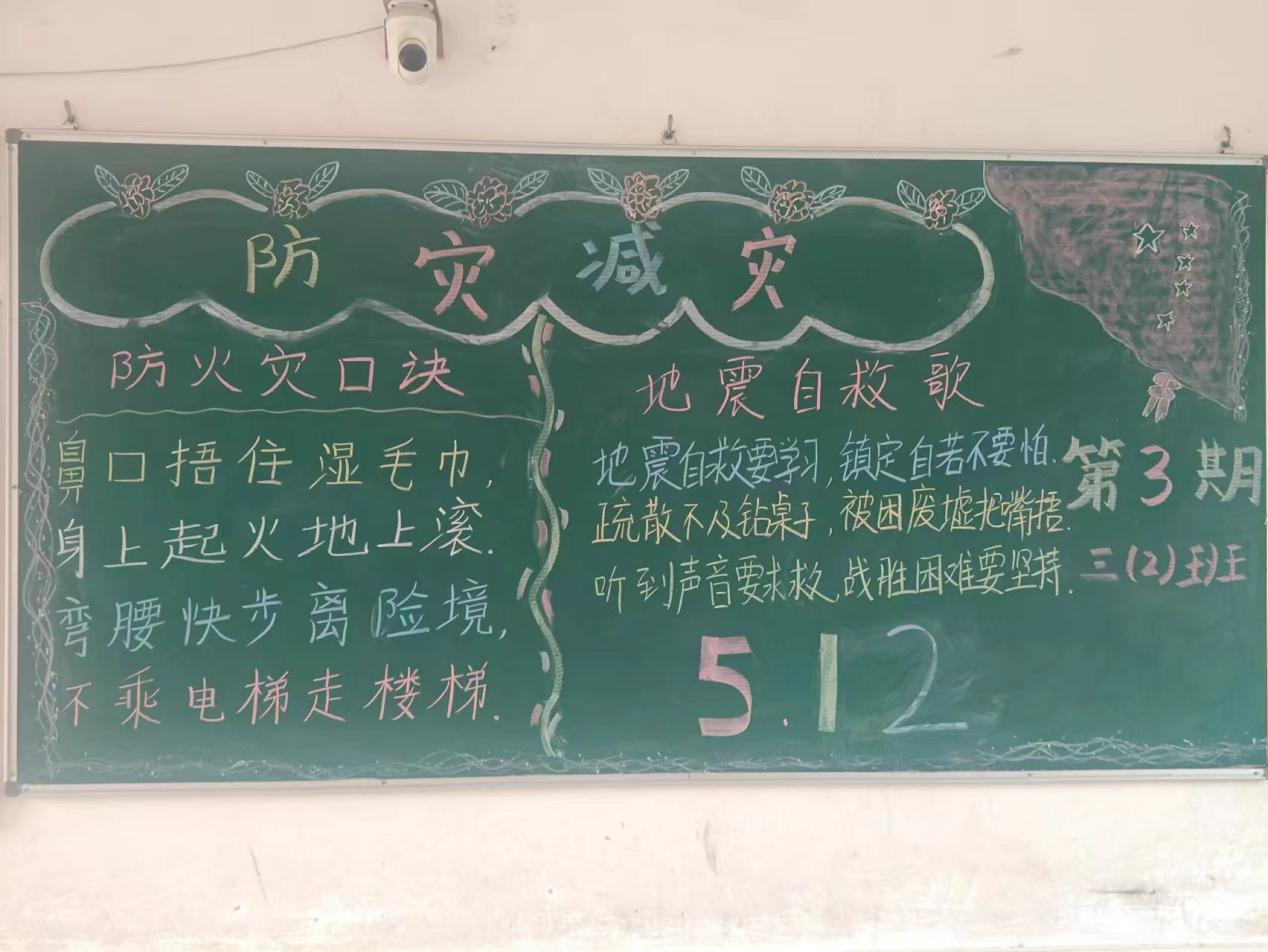 防灾减灾
防火灾口诀
鼻口捂住湿毛巾,
身上起火地上滚.
弯腰快步离险境,
不乘电梯走楼梯.
地震自救歌
地震自救要学习,镇定自若不要怕.
疏散不及钻桌子,被困废墟把嘴捂.
听到声音要求救,战胜困难要坚持.
5.12
第3期
三(2)班